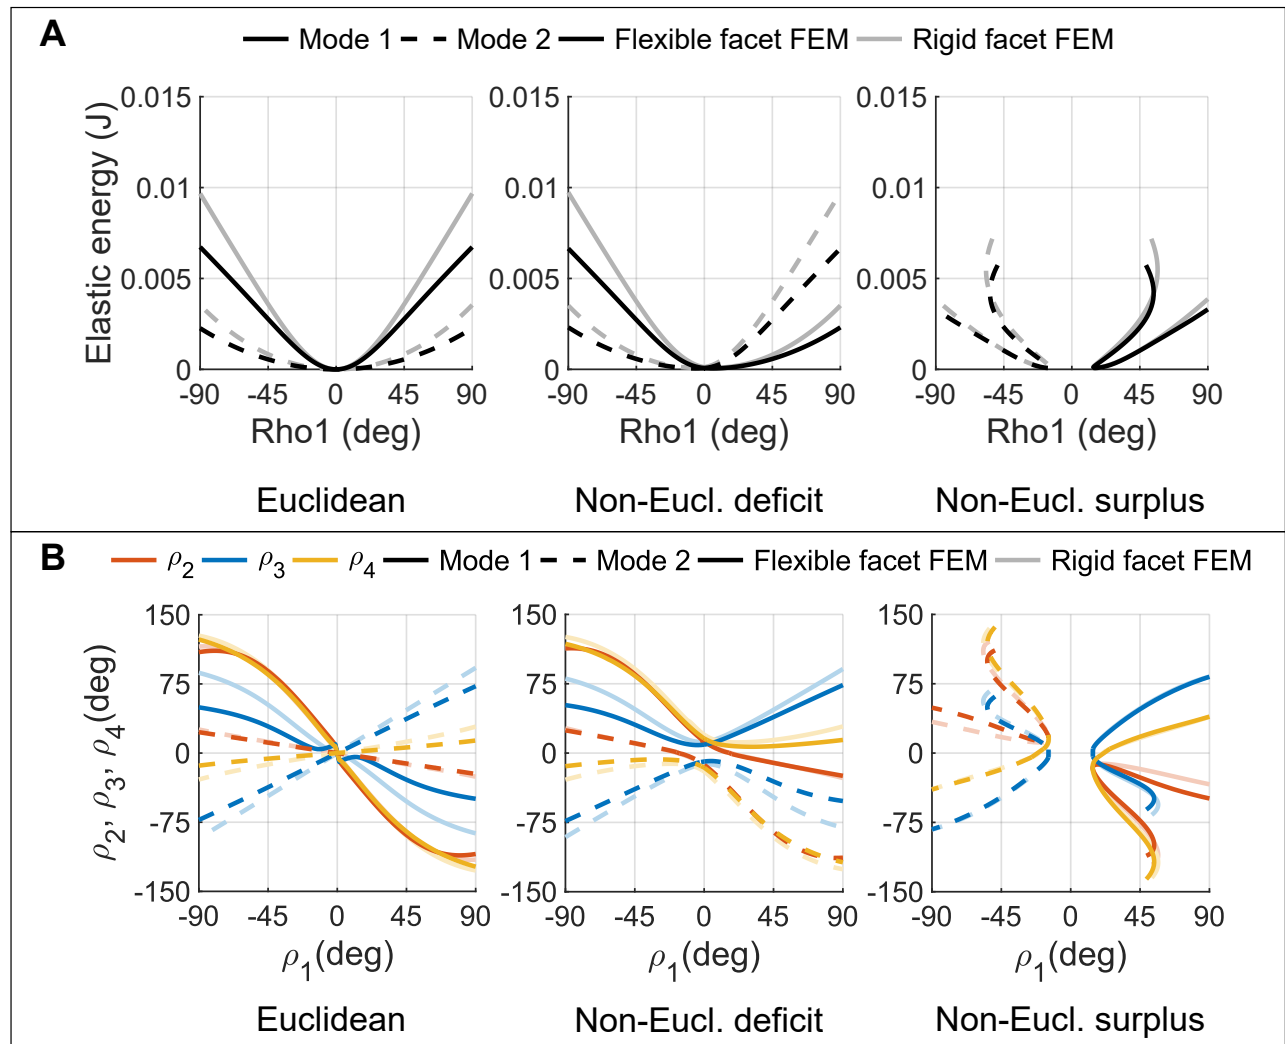 A
Mode 1 Mode 2 Flexible facet FEM Rigid facet FEM
Elastic energy (J)
0.015 0.015 0.015
0.01 0.01 0.01
0.005 0.005 0.005
0 0 0
-90 -45 0 45 90 -90 -45 0 45 90 -90 -45 0 45 90
Rho1 (deg) Rho1 (deg) Rho1 (deg)
Euclidean Non-Eucl. deficit Non-Eucl. surplus
B
ρ2 ρ3 ρ4 Mode 1 Mode 2 Flexible facet FEM Rigid facet FEM
ρ2, ρ3, ρ4(deg)
150 150 150
75 75 75
0 0 0
-75 -75 -75
-150 -150 -150
-90 -45 0 45 90 -90 -45 0 45 90 -90 -45 0 45 90
ρ1(deg) ρ1(deg) ρ1(deg)
Euclidean Non-Eucl. deficit Non-Eucl. surplus